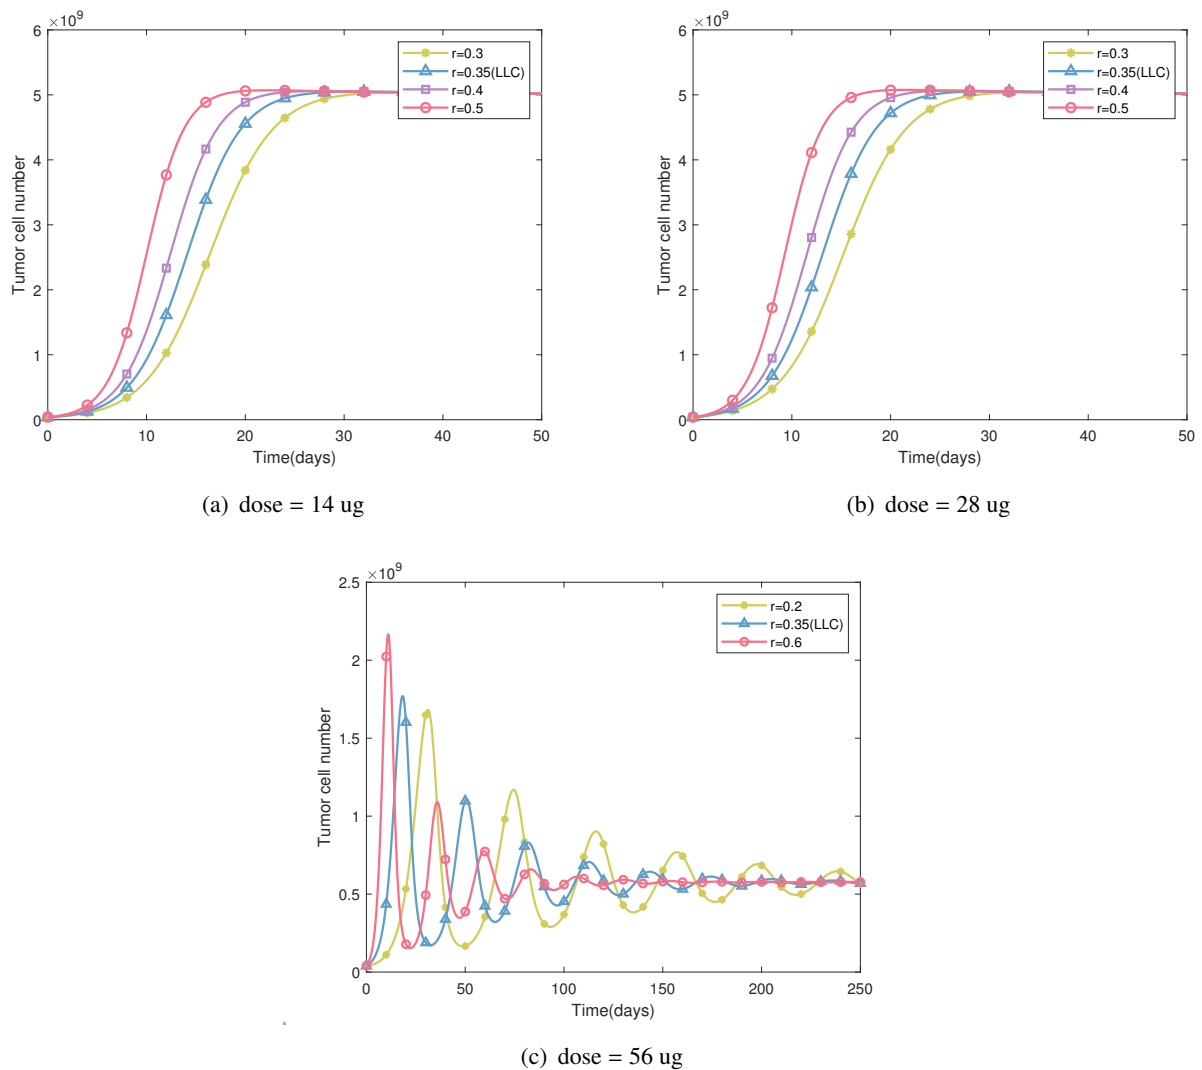 ×10^9
6
5
4
3
2
1
0
Tumor cell number
0 10 20 30 40 50
Time(days)
r=0.3
r=0.35(LLC)
r=0.4
r=0.5
(a) dose = 14 ug
×10^9
6
5
4
3
2
1
0
Tumor cell number
0 10 20 30 40 50
Time(days)
r=0.3
r=0.35(LLC)
r=0.4
r=0.5
(b) dose = 28 ug
×10^9
2.5
2
1.5
1
0.5
0
Tumor cell number
0 50 100 150 200 250
Time(days)
r=0.2
r=0.35(LLC)
r=0.6
(c) dose = 56 ug